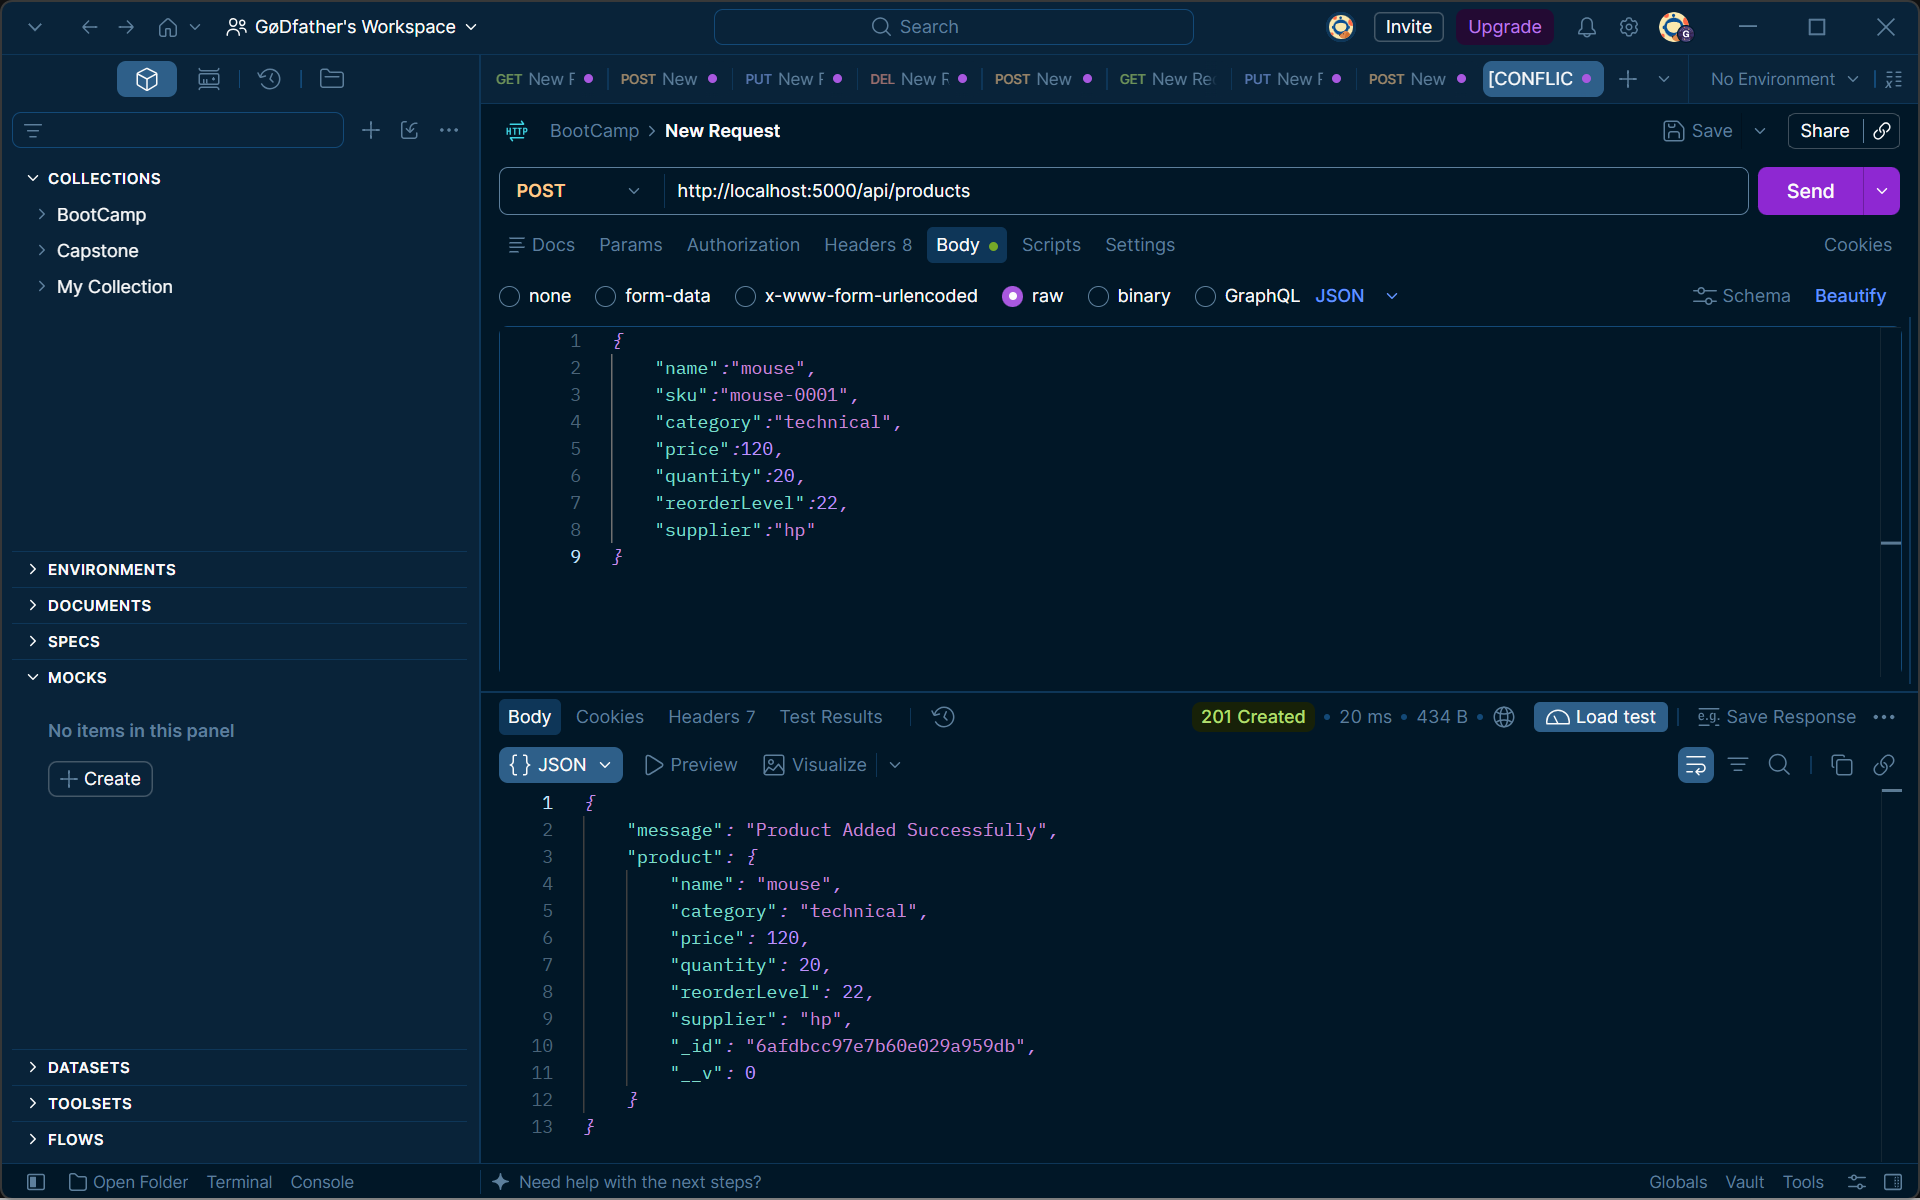 GøDfather's Workspace
Search
Invite
Upgrade
G
GET New F
POST New
PUT New F
DEL New R
POST New
GET New Re
PUT New F
POST New
[CONFLIC
No Environment
COLLECTIONS
BootCamp
Capstone
My Collection
ENVIRONMENTS
DOCUMENTS
SPECS
MOCKS
No items in this panel
Create
DATASETS
TOOLSETS
FLOWS
HTTP
BootCamp > New Request
Save
Share
POST
http://localhost:5000/api/products
Send
Docs
Params
Authorization
Headers 8
Body
Scripts
Settings
Cookies
none
form-data
x-www-form-urlencoded
raw
binary
GraphQL
JSON
Schema
Beautify
1 {
2 "name":"mouse",
3 "sku":"mouse-0001",
4 "category":"technical",
5 "price":120,
6 "quantity":20,
7 "reorderLevel":22,
8 "supplier":"hp"
9 }
Body
Cookies
Headers 7
Test Results
201 Created
20 ms
434 B
Load test
e.g.
Save Response
{} JSON
Preview
Visualize
1 {
2 "message": "Product Added Successfully",
3 "product": {
4 "name": "mouse",
5 "category": "technical",
6 "price": 120,
7 "quantity": 20,
8 "reorderLevel": 22,
9 "supplier": "hp",
10 "_id": "6afdbcc97e7b60e029a959db",
11 "__v": 0
12 }
13 }
Open Folder
Terminal
Console
Need help with the next steps?
Globals
Vault
Tools